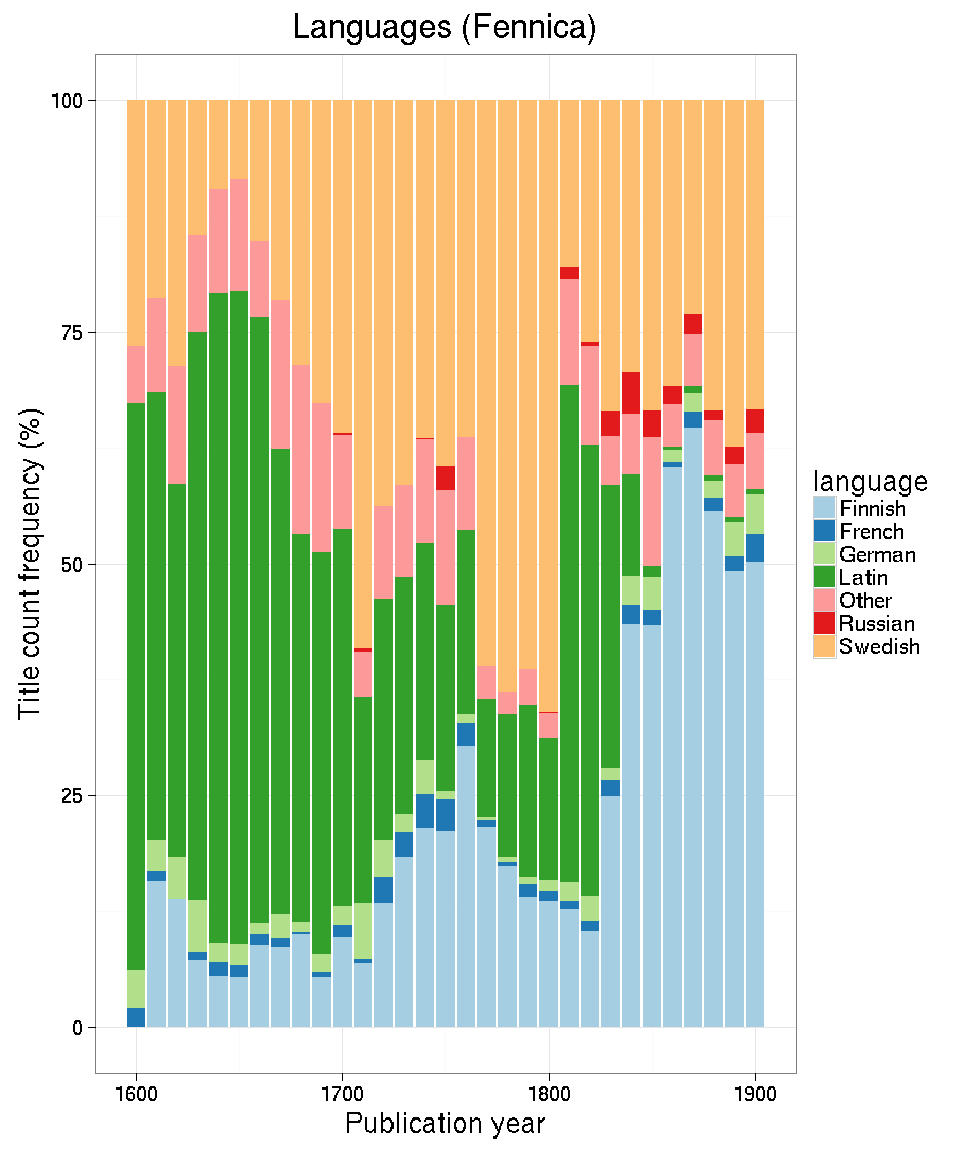 Languages (Fennica)
100
75
50
25
0
Title count frequency (%)
1600 1700 1800 1900
Publication year
language
Finnish
French
German
Latin
Other
Russian
Swedish